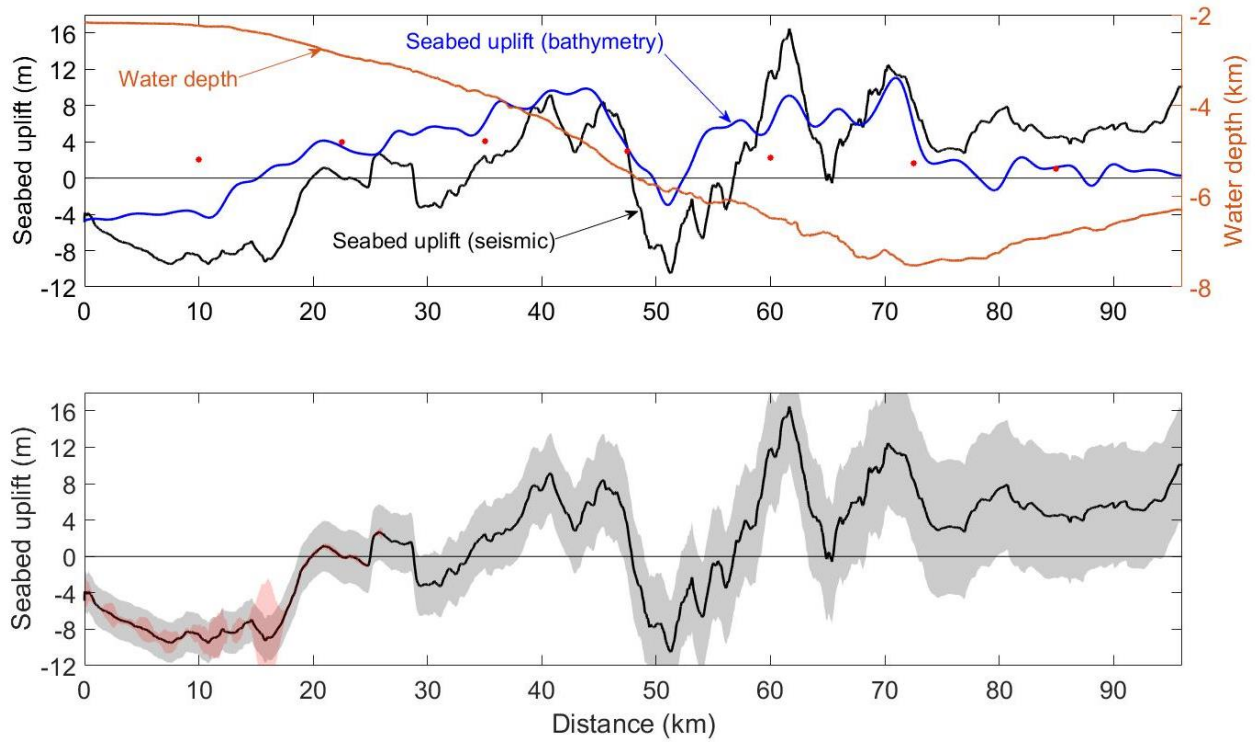 Seabed uplift (m)
16
12
8
4
0
-4
-8
-12
Seabed uplift (bathymetry)
Water depth
Seabed uplift (seismic)
-2
-4
-6
-8
Water depth (km)
0 10 20 30 40 50 60 70 80 90
Seabed uplift (m)
16
12
8
4
0
-4
-8
-12
0 10 20 30 40 50 60 70 80 90
Distance (km)